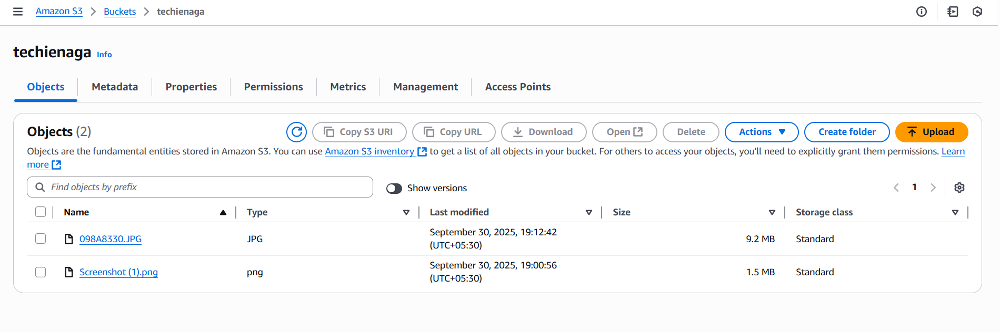 Amazon S3 > Buckets > techienaga
techienaga Info
Objects Metadata Properties Permissions Metrics Management Access Points
Objects (2) Copy S3 URI Copy URL Download Open Delete Actions Create folder Upload
Objects are the fundamental entities stored in Amazon S3. You can use Amazon S3 inventory to get a list of all objects in your bucket. For others to access your objects, you'll need to explicitly grant them permissions. Learn
more
Find objects by prefix Show versions 1
Name Type Last modified Size Storage class
098A8330.JPG JPG September 30, 2025, 19:12:42 (UTC+05:30) 9.2 MB Standard
Screenshot (1).png png September 30, 2025, 19:00:56 (UTC+05:30) 1.5 MB Standard